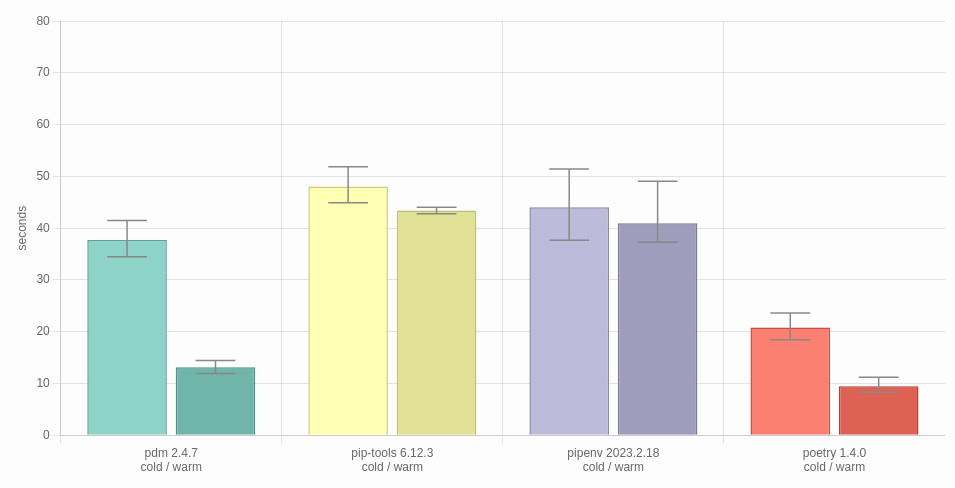 80
70
60
50
40
30
20
10
0
seconds
pdm 2.4.7
cold / warm
pip-tools 6.12.3
cold / warm
pipenv 2023.2.18
cold / warm
poetry 1.4.0
cold / warm